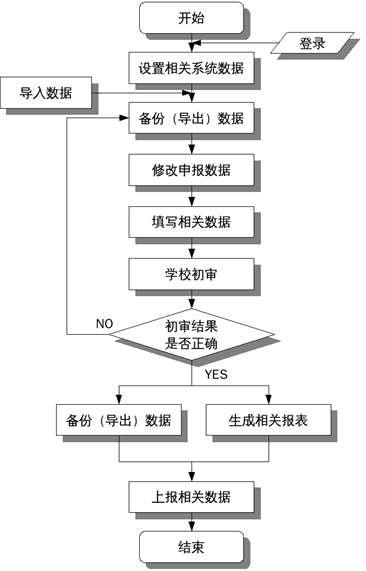 开始
登录
设置相关系统数据
导入数据
备份（导出）数据
修改申报数据
填写相关数据
学校初审
初审结果
是否正确
NO
YES
备份（导出）数据
生成相关报表
上报相关数据
结束